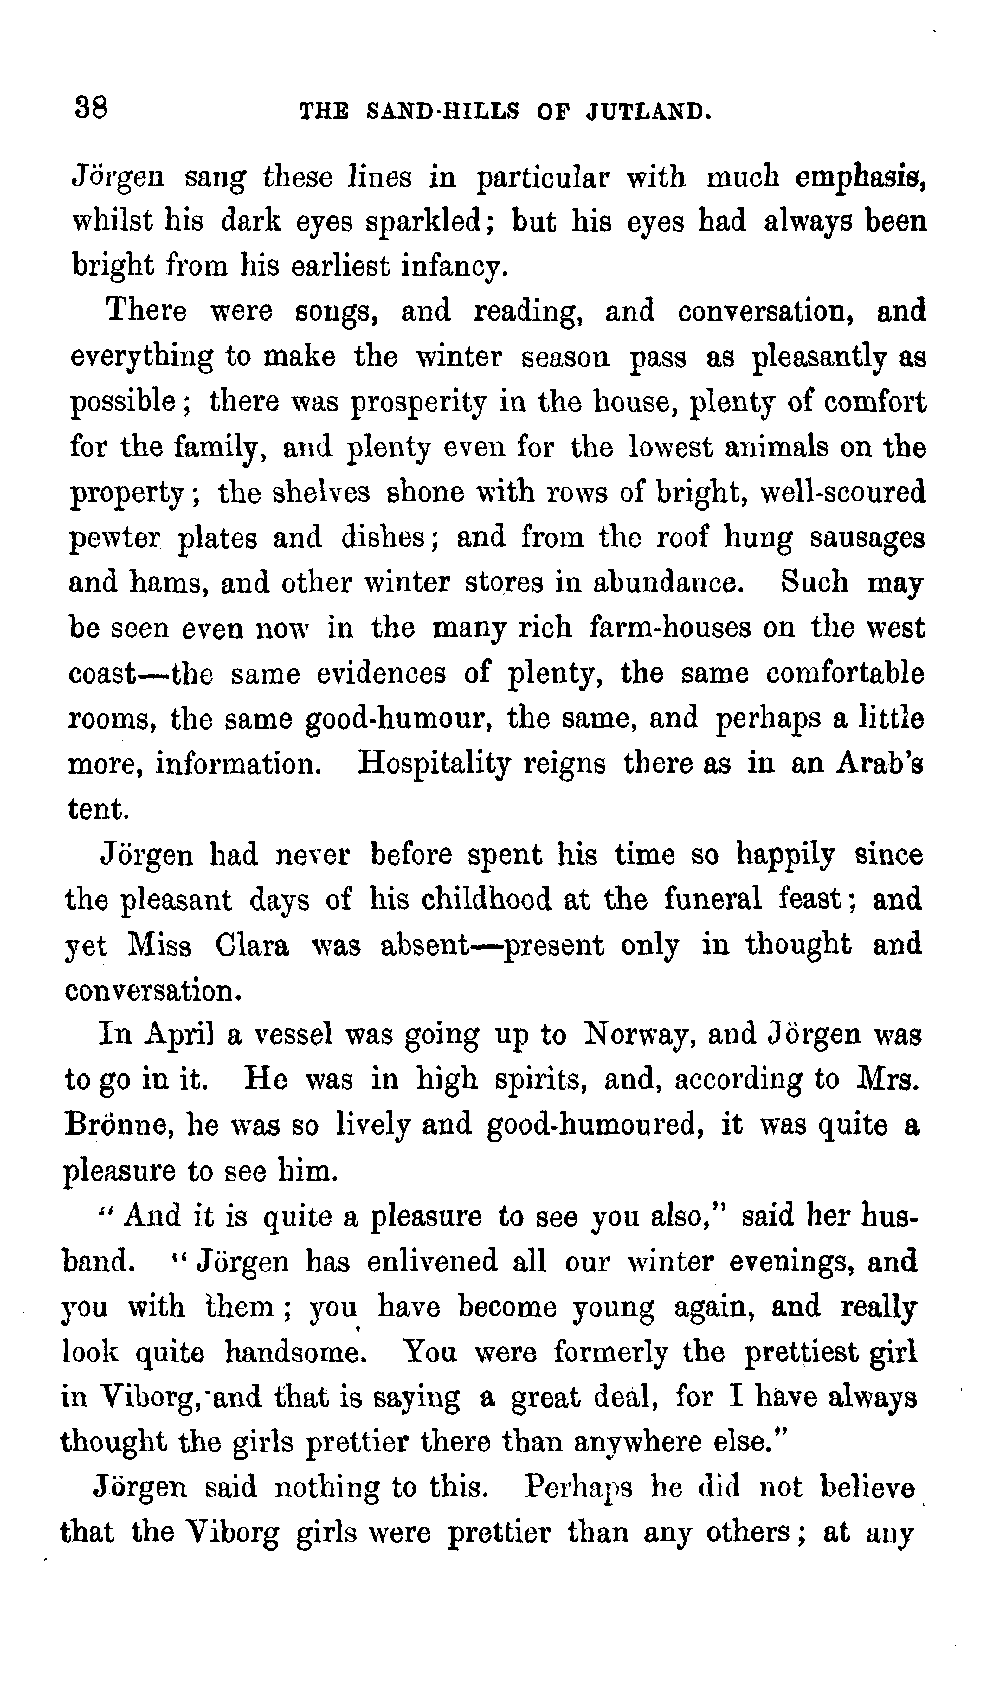 38 THE SAND-HILLS OF JUTLAND.
Jörgen sang these lines in particular with much emphasis,
whilst his dark eyes sparkled; but his eyes had always been
bright from his earliest infancy.
There were songs, and reading, and conversation, and
everything to make the winter season pass as pleasantly as
possible; there was prosperity in the house, plenty of comfort
for the family, and plenty even for the lowest animals on the
property; the shelves shone with rows of bright, well-scoured
pewter plates and dishes; and from the roof hung sausages
and hams, and other winter stores in abundance. Such may
be seen even now in the many rich farm-houses on the west
coast—the same evidences of plenty, the same comfortable
rooms, the same good-humour, the same, and perhaps a little
more, information. Hospitality reigns there as in an Arab's
tent.
Jörgen had never before spent his time so happily since
the pleasant days of his childhood at the funeral feast; and
yet Miss Clara was absent—present only in thought and
conversation.
In April a vessel was going up to Norway, and Jörgen was
to go in it. He was in high spirits, and, according to Mrs.
Brönne, he was so lively and good-humoured, it was quite a
pleasure to see him.
"And it is quite a pleasure to see you also," said her hus-
band. "Jörgen has enlivened all our winter evenings, and
you with them; you have become young again, and really
look quite handsome. You were formerly the prettiest girl
in Viborg, and that is saying a great deal, for I have always
thought the girls prettier there than anywhere else."
Jörgen said nothing to this. Perhaps he did not believe
that the Viborg girls were prettier than any others; at any